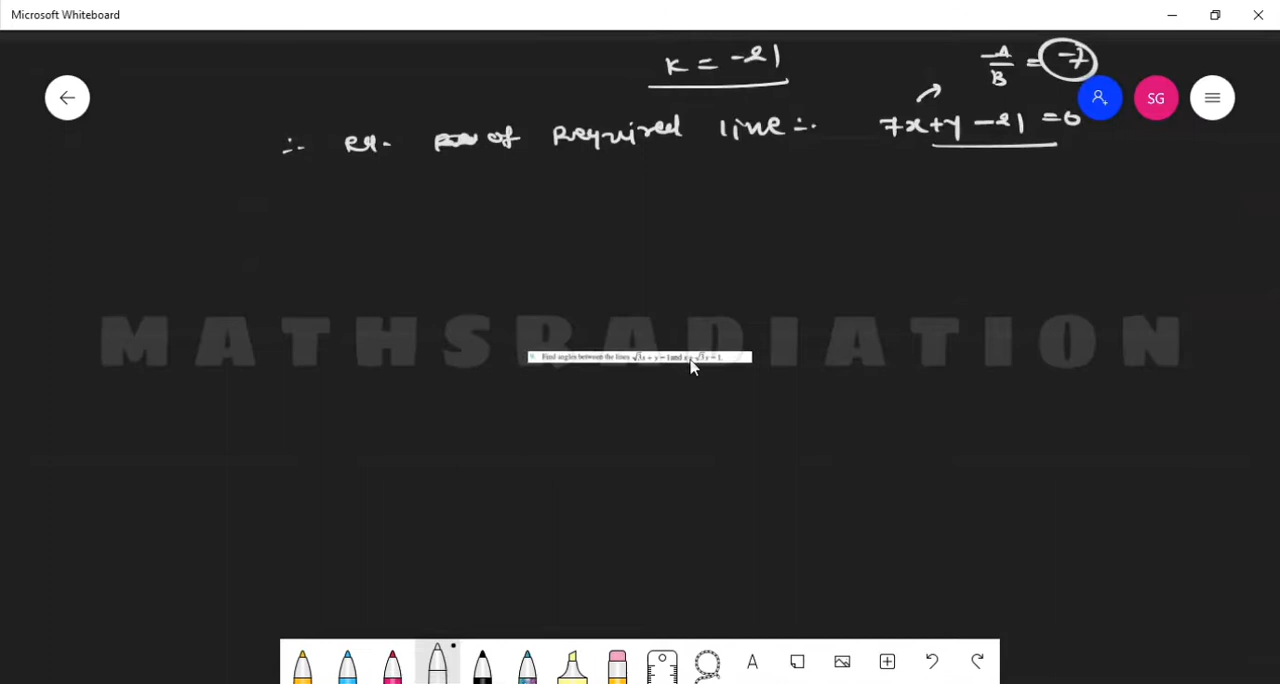 Microsoft Whiteboard
K = -21
-A/B = -7
SG
∴ eq. of Required line :- 7x+y-21=0
MATHSRADIATION
9. Find angles between the lines √3x + y = 1 and x + √3y = 1.
A